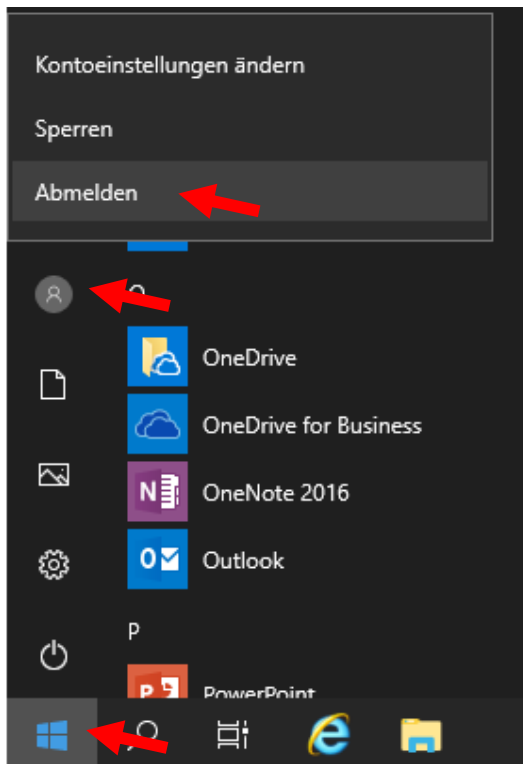 Kontoeinstellungen ändern
Sperren
Abmelden
O
OneDrive
OneDrive for Business
OneNote 2016
Outlook
P
PowerPoint